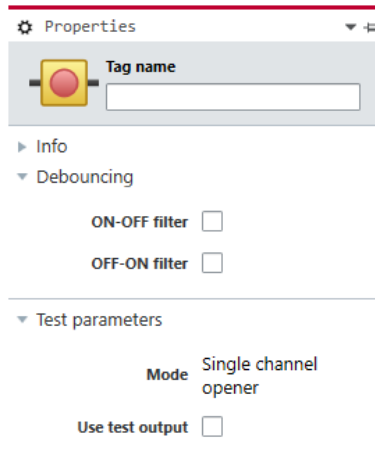 Properties
Tag name
Info
Debouncing
ON-OFF filter
OFF-ON filter
Test parameters
Mode
Single channel
opener
Use test output